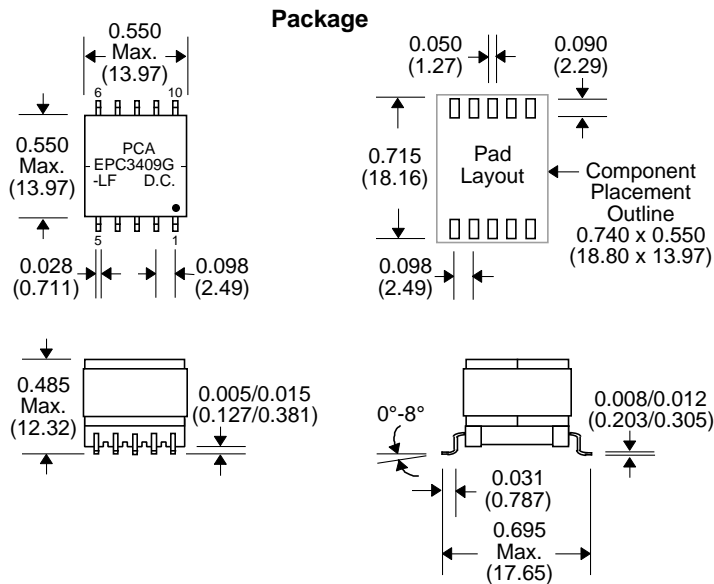 Package
0.550
Max.
(13.97)
6
10
0.550
Max.
(13.97)
PCA
EPC3409G
-LF D.C.
5
1
0.028
(0.711)
0.098
(2.49)
0.050
(1.27)
0.090
(2.29)
0.715
(18.16)
Pad
Layout
Component
Placement
Outline
0.740 x 0.550
(18.80 x 13.97)
0.098
(2.49)
0.485
Max.
(12.32)
0.005/0.015
(0.127/0.381)
0°-8°
0.008/0.012
(0.203/0.305)
0.031
(0.787)
0.695
Max.
(17.65)